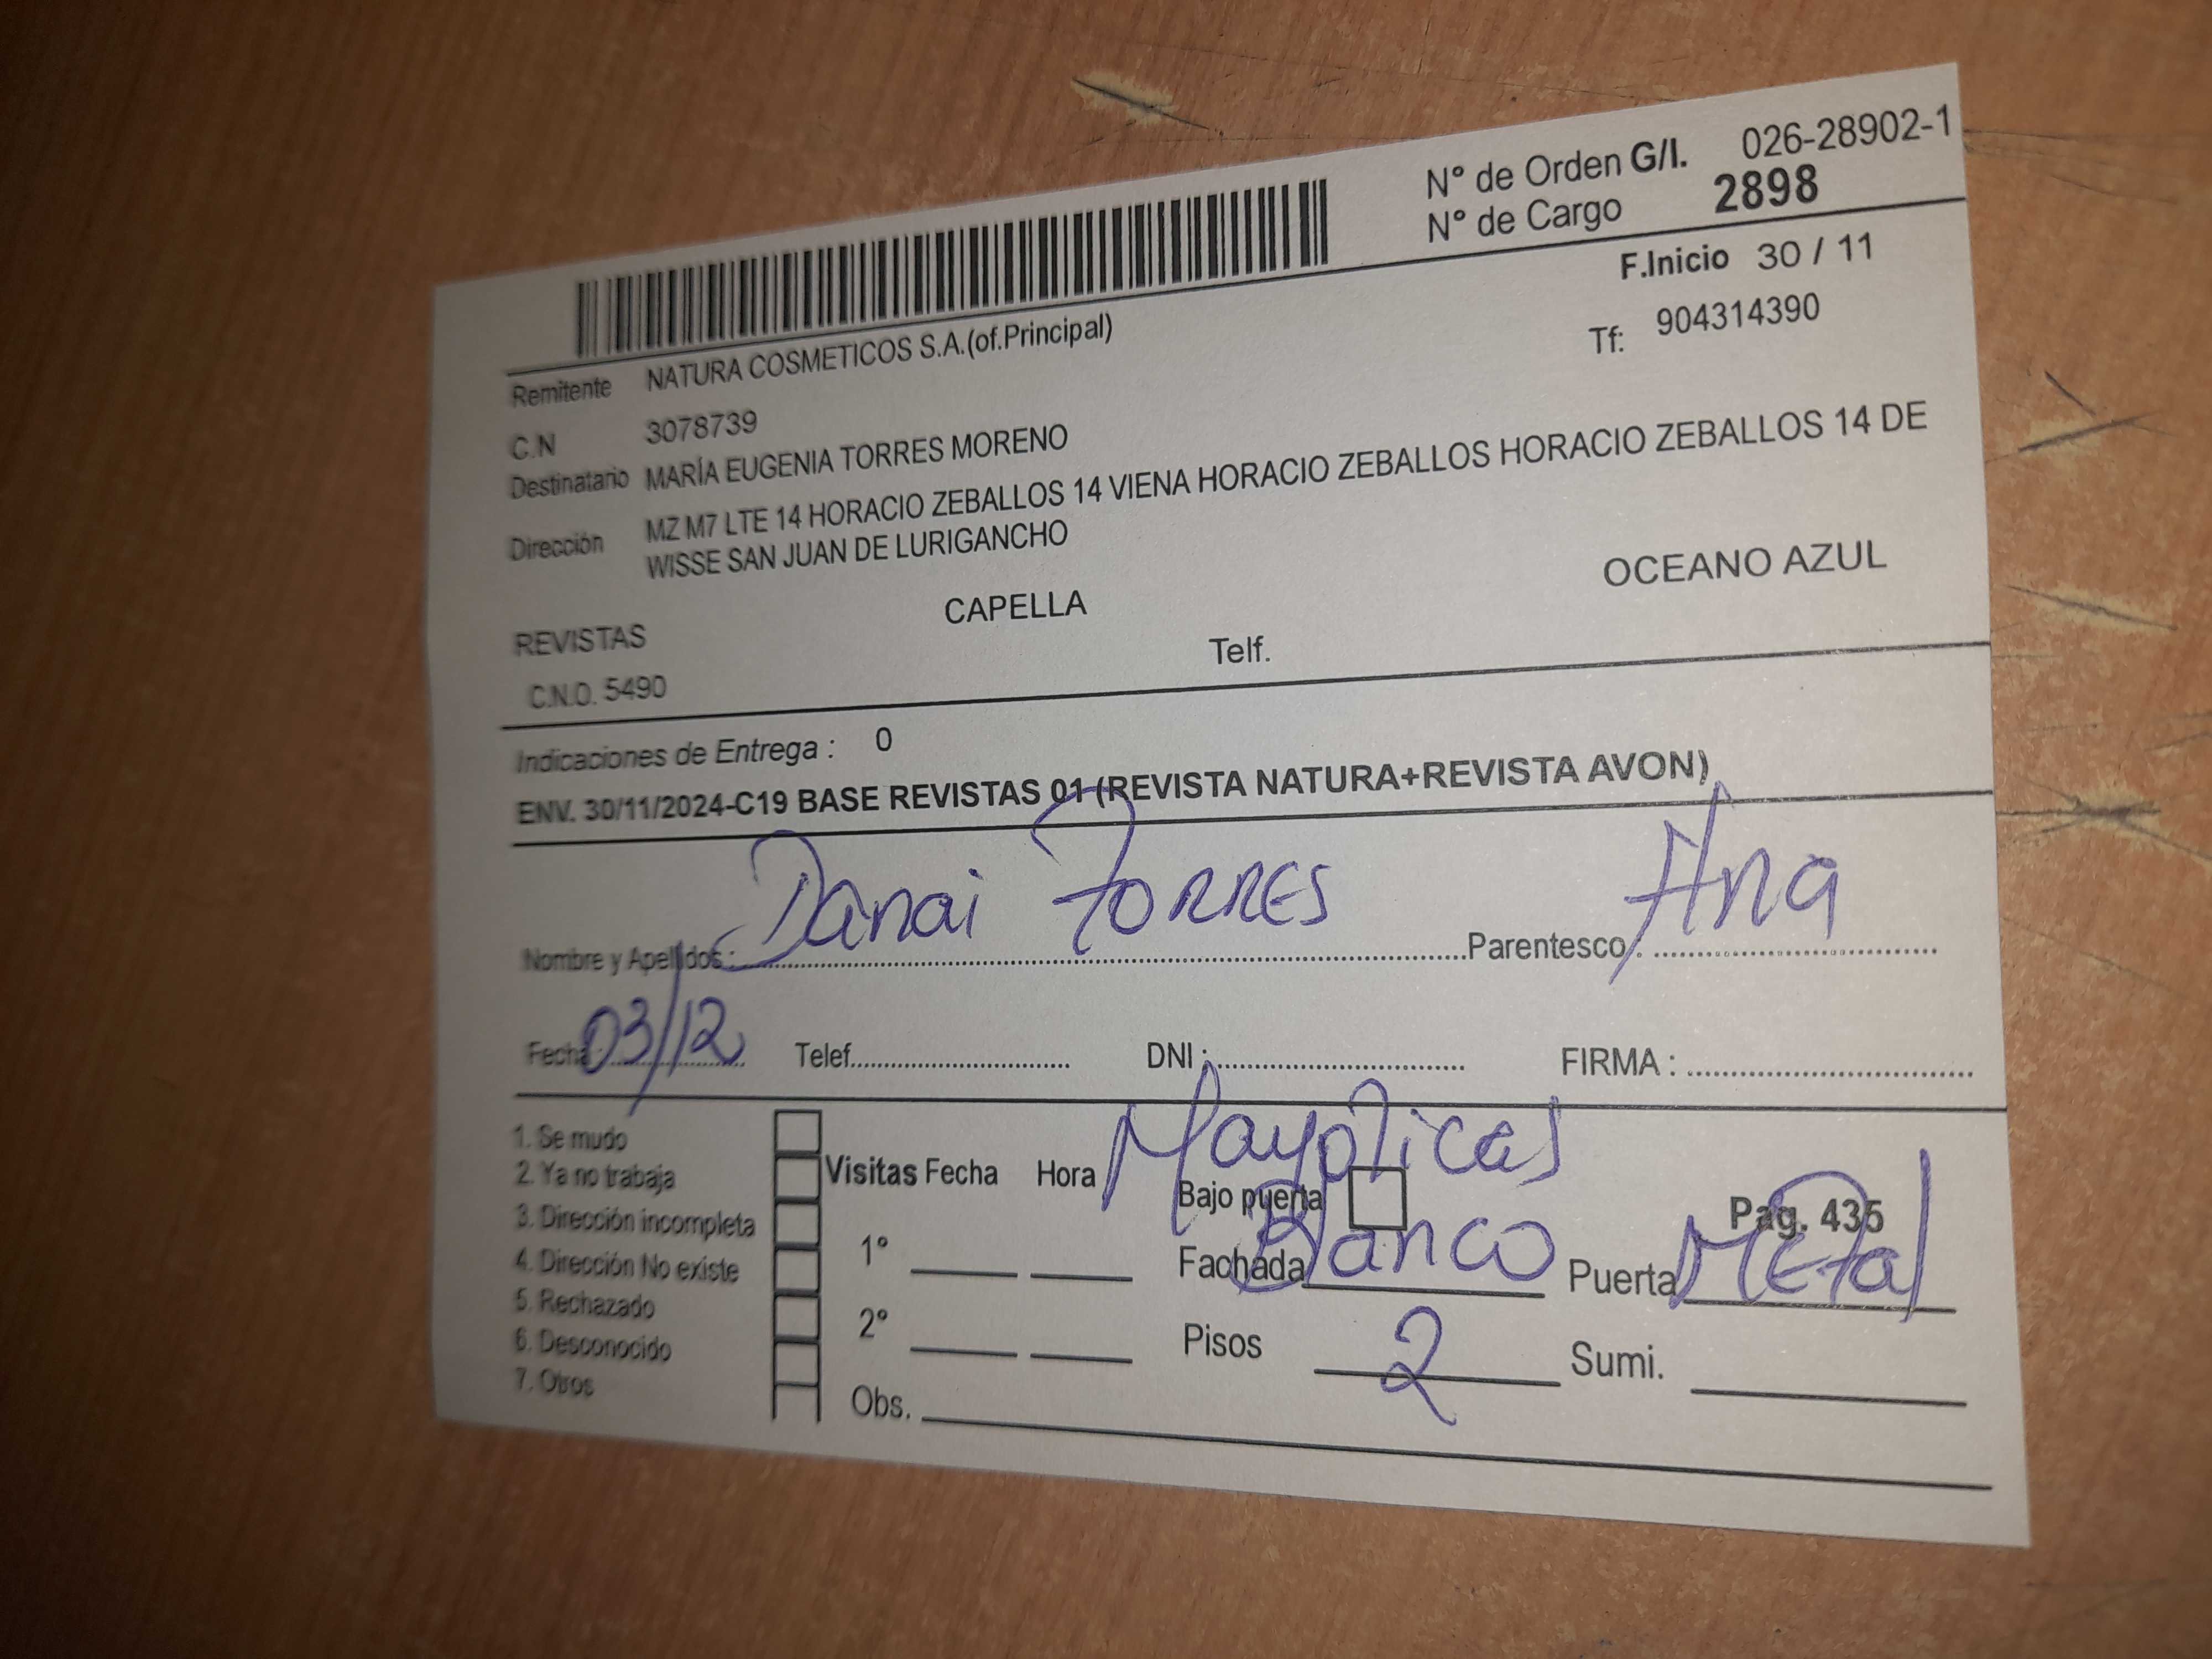 N° de Orden G/I. 026-28902-1
N° de Cargo 2898
F.Inicio 30 / 11
Remitente NATURA COSMETICOS S.A.(of.Principal) Tf: 904314390
C.N 3078739
Destinatario MARÍA EUGENIA TORRES MORENO
Dirección MZ M7 LTE 14 HORACIO ZEBALLOS 14 VIENA HORACIO ZEBALLOS HORACIO ZEBALLOS 14 DE
WISSE SAN JUAN DE LURIGANCHO
REVISTAS CAPELLA OCEANO AZUL
C.N.O. 5490 Telf.
Indicaciones de Entrega : 0
ENV. 30/11/2024-C19 BASE REVISTAS 01 (REVISTA NATURA+REVISTA AVON)
Nombre y Apellidos : Danai TORRES Parentesco :
Fecha : 03/12 Telef. DNI : FIRMA :
Mayolicas
1. Se mudo
2. Ya no trabaja Visitas Fecha Hora Bajo puerta Pag. 435
3. Dirección incompleta
4. Dirección No existe 1° Fachada Blanco Puerta Metal
5. Rechazado
6. Desconocido 2° Pisos 2 Sumi.
7. Otros Obs.